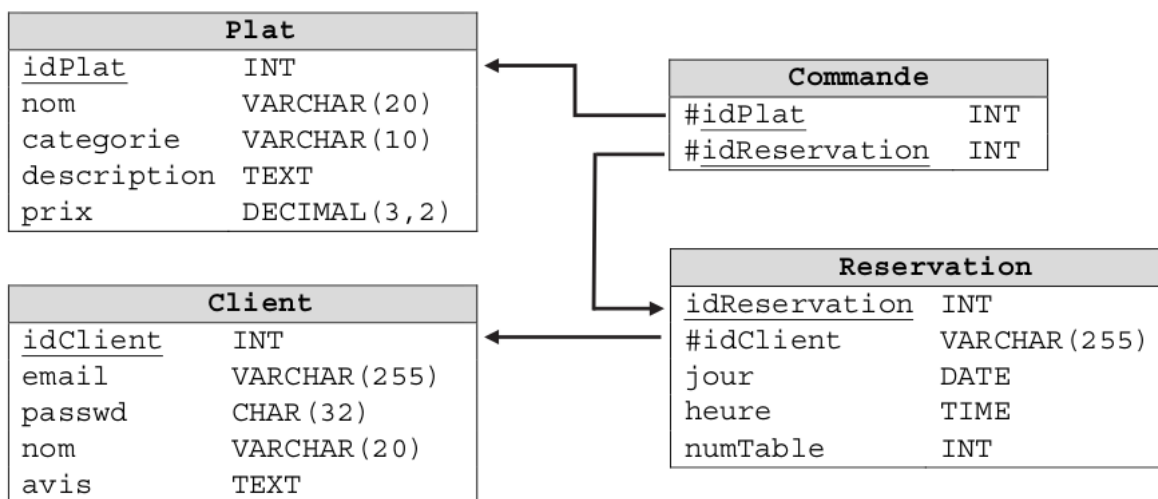 Plat
idPlat INT
nom VARCHAR(20)
categorie VARCHAR(10)
description TEXT
prix DECIMAL(3,2)
Commande
#idPlat INT
#idReservation INT
Client
idClient INT
email VARCHAR(255)
passwd CHAR(32)
nom VARCHAR(20)
avis TEXT
Reservation
idReservation INT
#idClient VARCHAR(255)
jour DATE
heure TIME
numTable INT